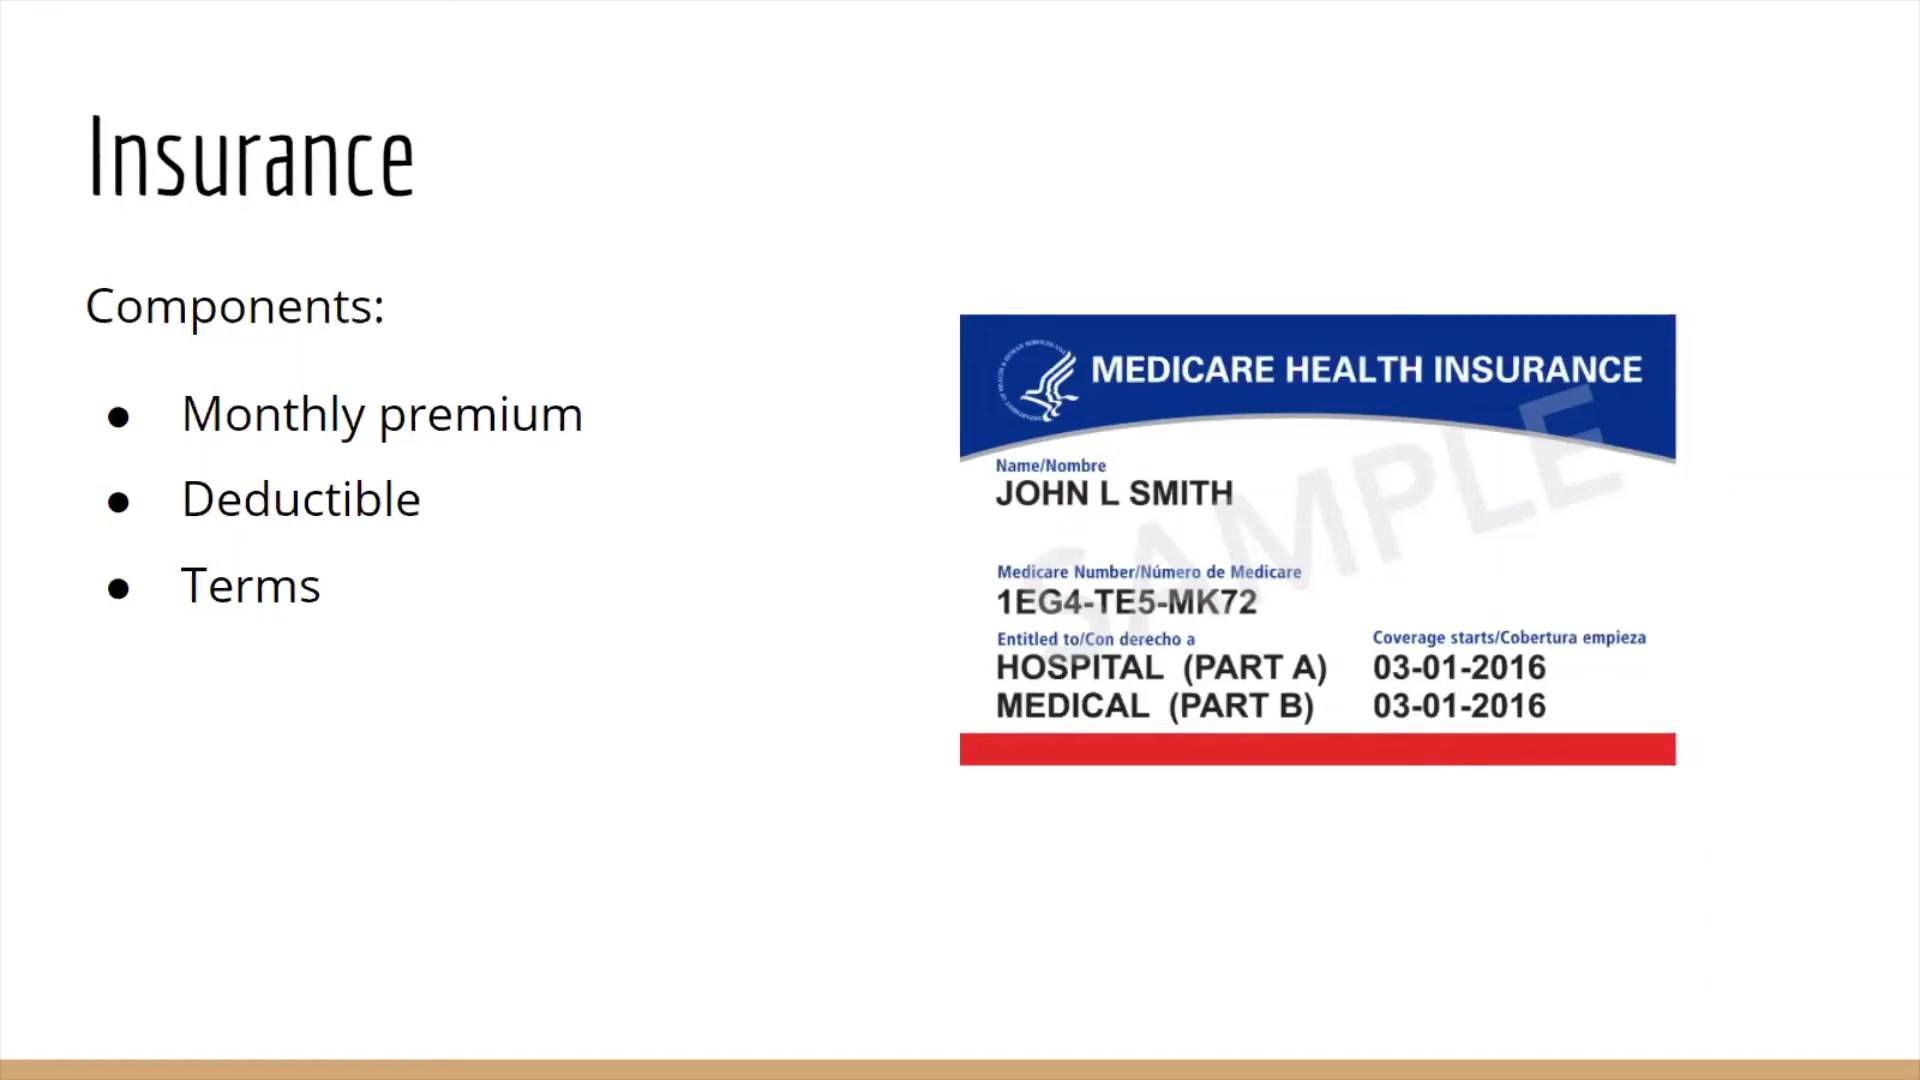 Insurance
Components:
● Monthly premium
● Deductible
● Terms
MEDICARE HEALTH INSURANCE
Name/Nombre
JOHN L SMITH
Medicare Number/Número de Medicare
1EG4-TE5-MK72
Entitled to/Con derecho a
Coverage starts/Cobertura empieza
HOSPITAL (PART A) 03-01-2016
MEDICAL (PART B) 03-01-2016
SAMPLE